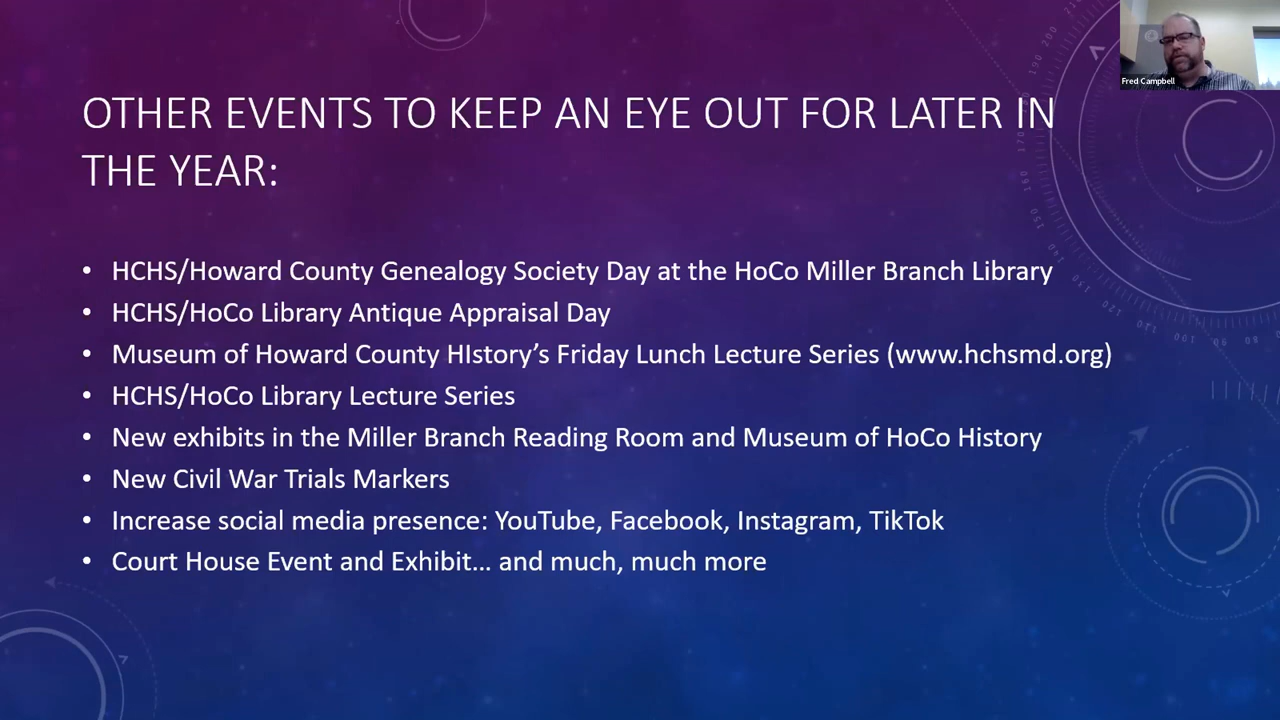 Fred Campbell
OTHER EVENTS TO KEEP AN EYE OUT FOR LATER IN
THE YEAR:
• HCHS/Howard County Genealogy Society Day at the HoCo Miller Branch Library
• HCHS/HoCo Library Antique Appraisal Day
• Museum of Howard County HIstory's Friday Lunch Lecture Series (www.hchsmd.org)
• HCHS/HoCo Library Lecture Series
• New exhibits in the Miller Branch Reading Room and Museum of HoCo History
• New Civil War Trials Markers
• Increase social media presence: YouTube, Facebook, Instagram, TikTok
• Court House Event and Exhibit… and much, much more